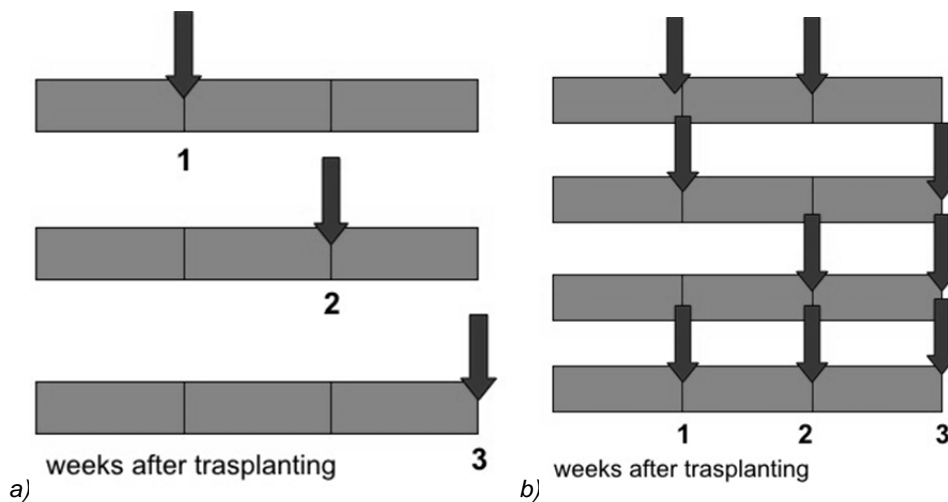 1
2
3
weeks after trasplanting
a)
1 2 3
weeks after trasplanting
b)